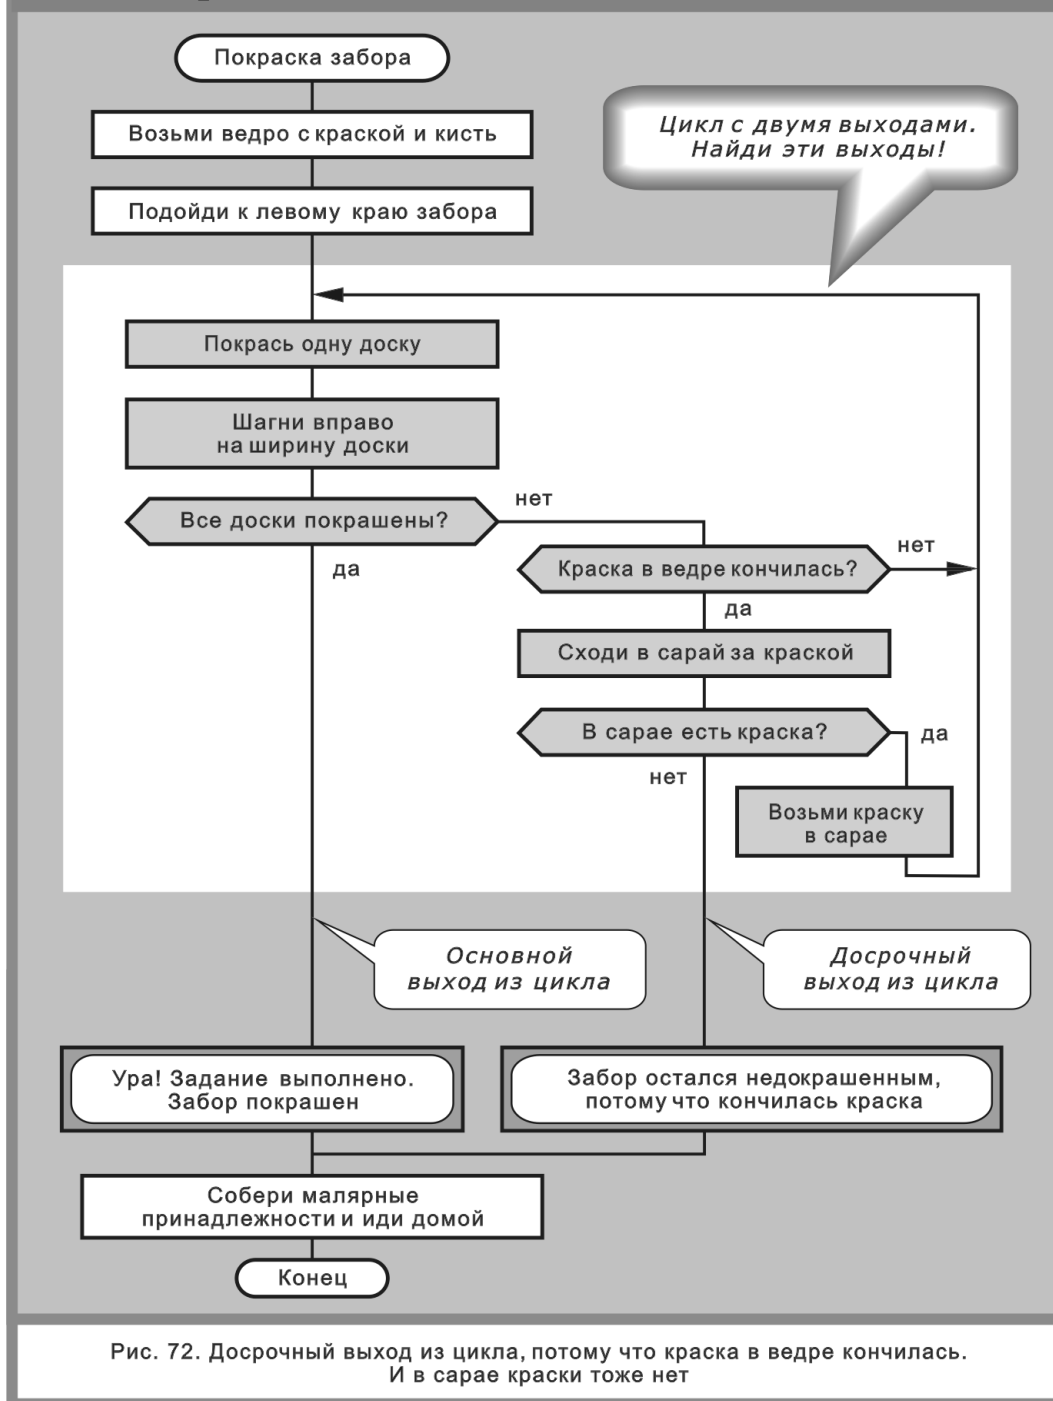 Покраска забора
Возьми ведро с краской и кисть
Подойди к левому краю забора
Цикл с двумя выходами.
Найди эти выходы!
Покрась одну доску
Шагни вправо
на ширину доски
Все доски покрашены?
нет
да
Краска в ведре кончилась?
нет
да
Сходи в сарай за краской
В сарае есть краска?
да
нет
Возьми краску
в сарае
Основной
выход из цикла
Досрочный
выход из цикла
Ура! Задание выполнено.
Забор покрашен
Забор остался недокрашенным,
потому что кончилась краска
Собери малярные
принадлежности и иди домой
Конец
Рис. 72. Досрочный выход из цикла, потому что краска в ведре кончилась.
И в сарае краски тоже нет